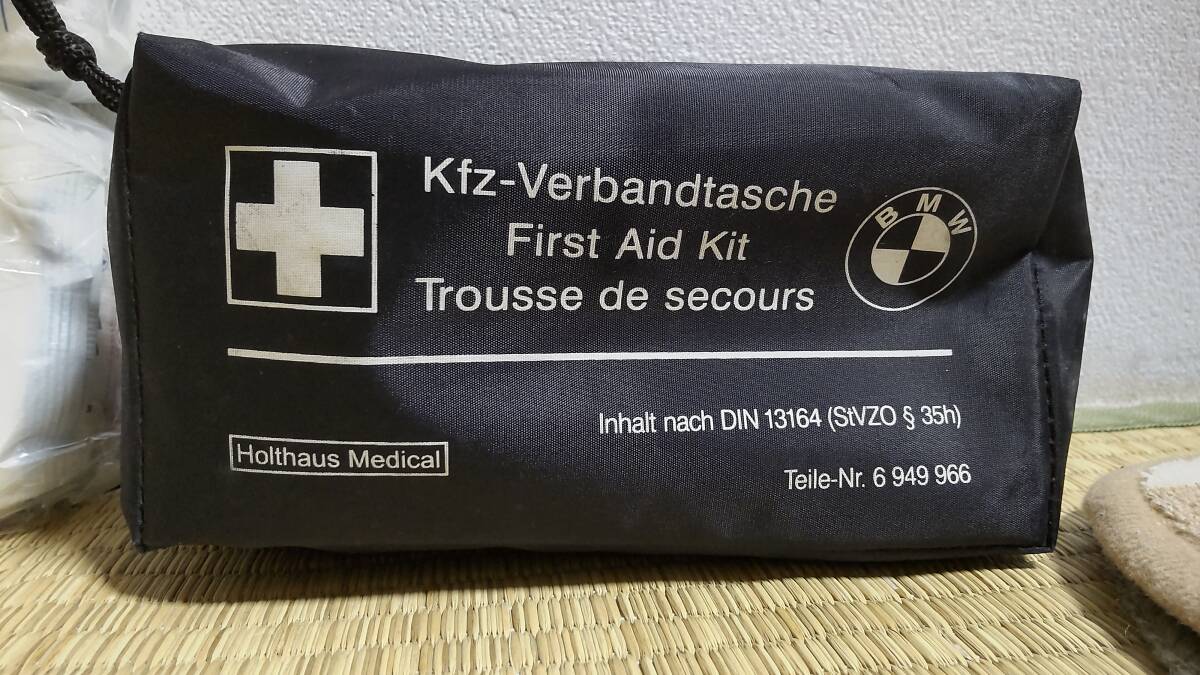 Kfz-Verbandtasche
First Aid Kit
Trousse de secours
BMW
Inhalt nach DIN 13164 (StVZO § 35h)
Holthaus Medical
Teile-Nr. 6 949 966